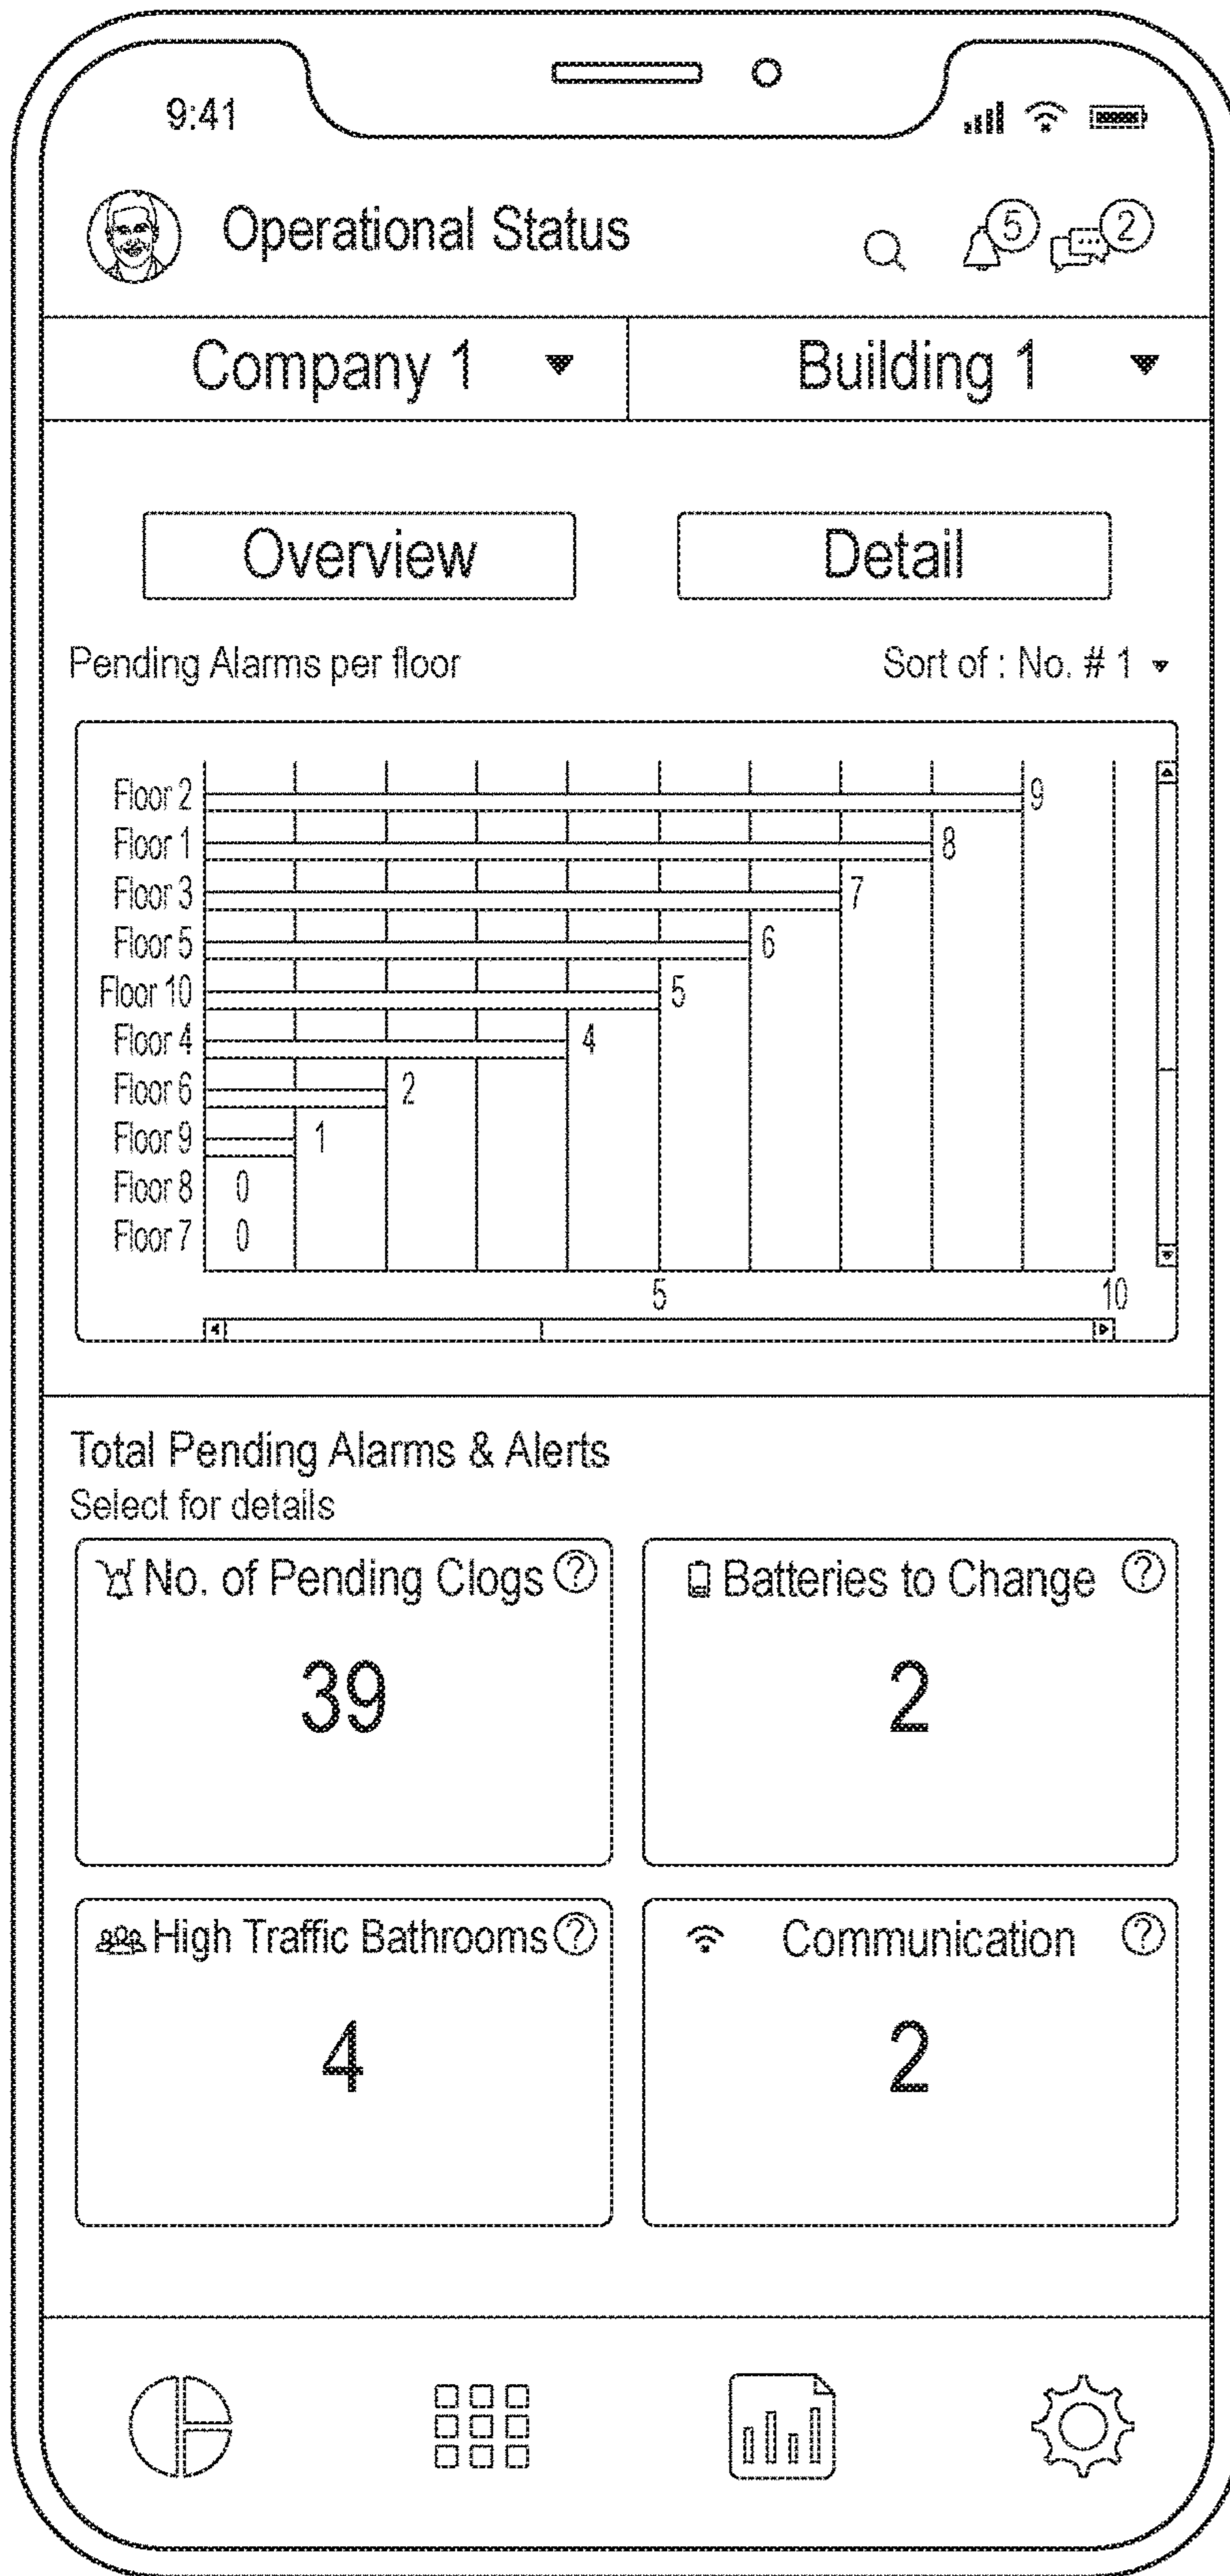 9:41
Operational Status 5 2
Company 1 Building 1
Overview Detail
Pending Alarms per floor Sort of : No. # 1
Floor 2 9
Floor 1 8
Floor 3 7
Floor 5 6
Floor 10 5
Floor 4 4
Floor 6 2
Floor 9 1
Floor 8 0
Floor 7 0
5 10
Total Pending Alarms & Alerts
Select for details
No. of Pending Clogs ? Batteries to Change ?
39 2
High Traffic Bathrooms ? Communication ?
4 2